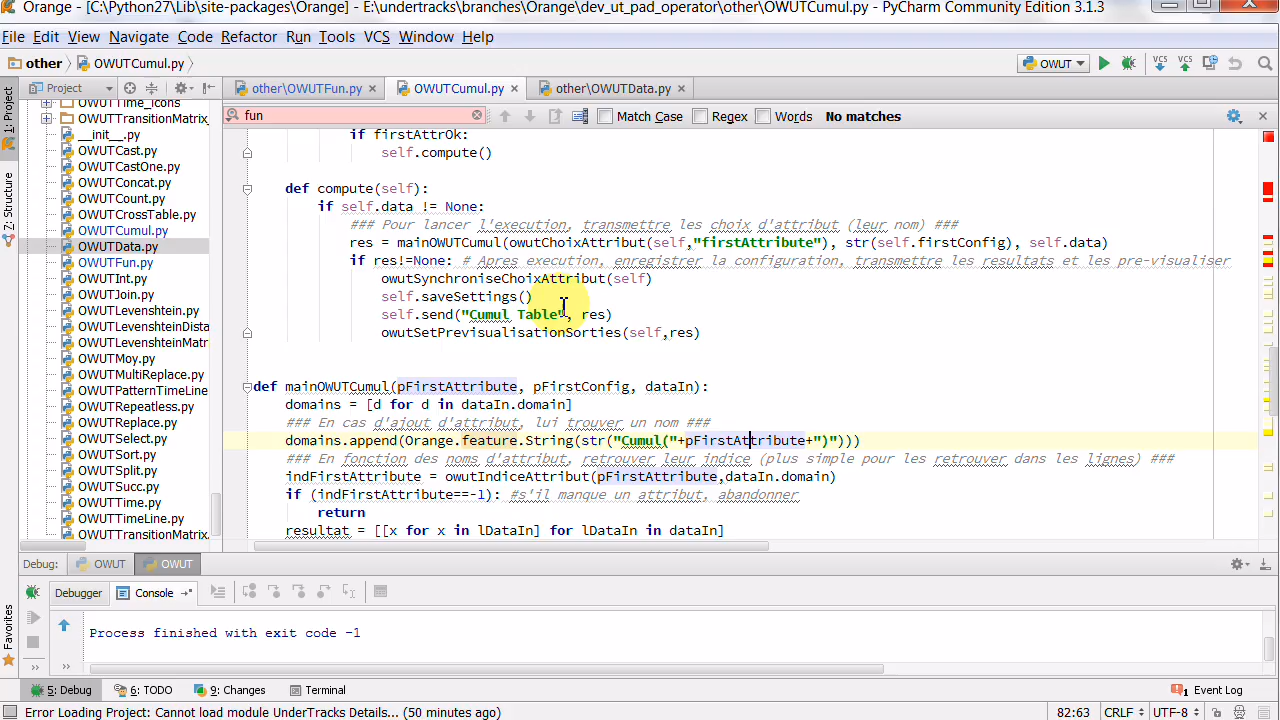 Orange - [C:\Python27\Lib\site-packages\Orange] - E:\undertracks\branches\Orange\dev_ut_pad_operator\other\OWUTCumul.py - PyCharm Community Edition 3.1.3
File Edit View Navigate Code Refactor Run Tools VCS Window Help
other OWUTCumul.py OWUT VCS VCS
1: Project
Z: Structure
Favorites
Project
OWUTTime_Icons
OWUTTransitionMatrix_
__init__.py
OWUTCast.py
OWUTCastOne.py
OWUTConcat.py
OWUTCount.py
OWUTCrossTable.py
OWUTCumul.py
OWUTData.py
OWUTFun.py
OWUTInt.py
OWUTJoin.py
OWUTLevenshtein.py
OWUTLevenshteinDista
OWUTLevenshteinMatr
OWUTMoy.py
OWUTMultiReplace.py
OWUTPatternTimeLine
OWUTRepeatless.py
OWUTReplace.py
OWUTSelect.py
OWUTSort.py
OWUTSplit.py
OWUTSucc.py
OWUTTime.py
OWUTTimeLine.py
OWUTTransitionMatrix.
other\OWUTFun.py OWUTCumul.py other\OWUTData.py
fun Match Case Regex Words No matches
if firstAttrOk:
self.compute()
def compute(self):
if self.data != None:
### Pour lancer l'execution, transmettre les choix d'attribut (leur nom) ###
res = mainOWUTCumul(owutChoixAttribut(self,"firstAttribute"), str(self.firstConfig), self.data)
if res!=None: # Apres execution, enregistrer la configuration, transmettre les resultats et les pre-visualiser
owutSynchroniseChoixAttribut(self)
self.saveSettings()
self.send("Cumul Table", res)
owutSetPrevisualisationSorties(self,res)
def mainOWUTCumul(pFirstAttribute, pFirstConfig, dataIn):
domains = [d for d in dataIn.domain]
### En cas d'ajout d'attribut, lui trouver un nom ###
domains.append(Orange.feature.String(str("Cumul("+pFirstAttribute+")")))
### En fonction des noms d'attribut, retrouver leur indice (plus simple pour les retrouver dans les lignes) ###
indFirstAttribute = owutIndiceAttribut(pFirstAttribute,dataIn.domain)
if (indFirstAttribute==-1): #s'il manque un attribut, abandonner
return
resultat = [[x for x in lDataIn] for lDataIn in dataIn]
Debug: OWUT OWUT
Debugger Console
Process finished with exit code -1
5: Debug 6: TODO 9: Changes Terminal 1 Event Log
Error Loading Project: Cannot load module UnderTracks Details... (50 minutes ago) 82:63 CRLF UTF-8